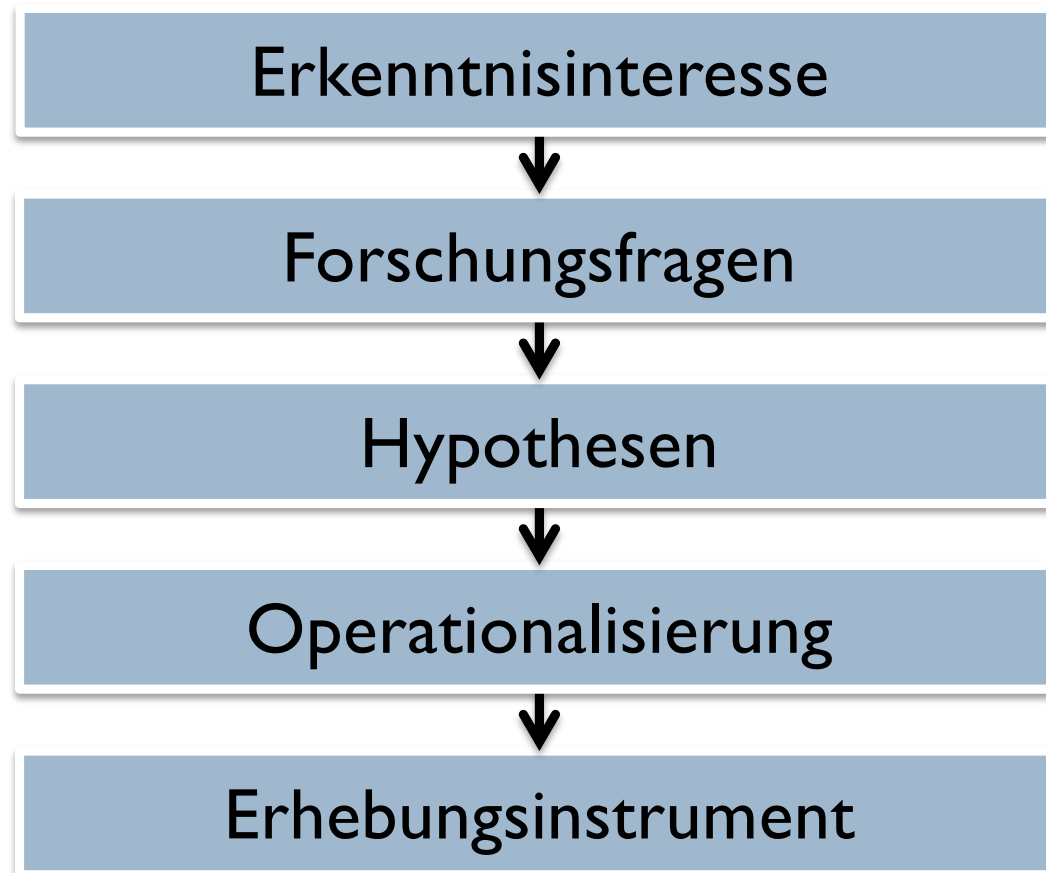 Erkenntnisinteresse
Forschungsfragen
Hypothesen
Operationalisierung
Erhebungsinstrument